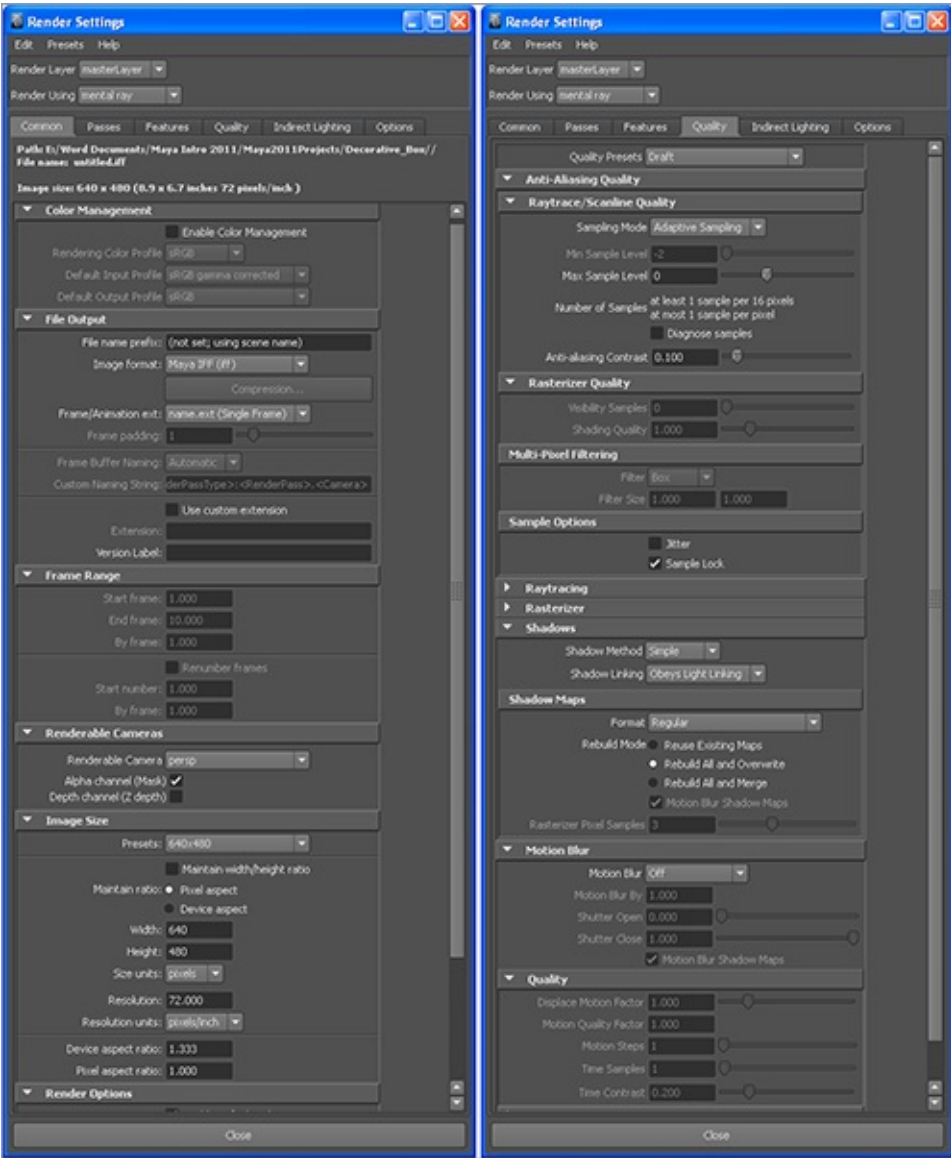 Render Settings
Edit Presets Help
Render Layer masterLayer
Render Using mental ray
Common Passes Features Quality Indirect Lighting Options
Path: E:/Word Documents/Maya Intro 2011/Maya2011Projects/Decorative_Box//
File name: untitled.iff
Image size: 640 x 480 (8.9 x 6.7 inches 72 pixels/inch )
Color Management
Enable Color Management
Rendering Color Profile sRGB
Default Input Profile sRGB gamma corrected
Default Output Profile sRGB
File Output
File name prefix: (not set; using scene name)
Image format: Maya IFF (iff)
Compression...
Frame/Animation ext: name.ext (Single Frame)
Frame padding: 1
Frame Buffer Naming: Automatic
Custom Naming String: derPassType>:<RenderPass>.<Camera>
Use custom extension
Extension:
Version Label:
Frame Range
Start frame: 1.000
End frame: 10.000
By frame: 1.000
Renumber frames
Start number: 1.000
By frame: 1.000
Renderable Cameras
Renderable Camera persp
Alpha channel (Mask)
Depth channel (Z depth)
Image Size
Presets: 640x480
Maintain width/height ratio
Maintain ratio: Pixel aspect
Device aspect
Width: 640
Height: 480
Size units: pixels
Resolution: 72.000
Resolution units: pixels/inch
Device aspect ratio: 1.333
Pixel aspect ratio: 1.000
Render Options
Close
Render Settings
Edit Presets Help
Render Layer masterLayer
Render Using mental ray
Common Passes Features Quality Indirect Lighting Options
Quality Presets Draft
Anti-Aliasing Quality
Raytrace/Scanline Quality
Sampling Mode Adaptive Sampling
Min Sample Level -2
Max Sample Level 0
Number of Samples at least 1 sample per 16 pixels
at most 1 sample per pixel
Diagnose samples
Anti-aliasing Contrast 0.100
Rasterizer Quality
Visibility Samples 0
Shading Quality 1.000
Multi-Pixel Filtering
Filter Box
Filter Size 1.000 1.000
Sample Options
Jitter
Sample Lock
Raytracing
Rasterizer
Shadows
Shadow Method Simple
Shadow Linking Obeys Light Linking
Shadow Maps
Format Regular
Rebuild Mode Reuse Existing Maps
Rebuild All and Overwrite
Rebuild All and Merge
Motion Blur Shadow Maps
Rasterizer Pixel Samples 3
Motion Blur
Motion Blur Off
Motion Blur By 1.000
Shutter Open 0.000
Shutter Close 1.000
Motion Blur Shadow Maps
Quality
Displace Motion Factor 1.000
Motion Quality Factor 1.000
Motion Steps 1
Time Samples 1
Time Contrast 0.200
Close